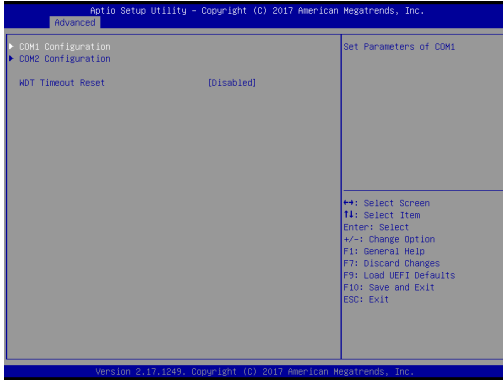 Aptio Setup Utility – Copyright (C) 2017 American Megatrends, Inc.
Advanced
▶ COM1 Configuration
▶ COM2 Configuration
WDT Timeout Reset [Disabled]
Set Parameters of COM1
↔: Select Screen
↑↓: Select Item
Enter: Select
+/-: Change Option
F1: General Help
F7: Discard Changes
F9: Load UEFI Defaults
F10: Save and Exit
ESC: Exit
Version 2.17.1249. Copyright (C) 2017 American Megatrends, Inc.